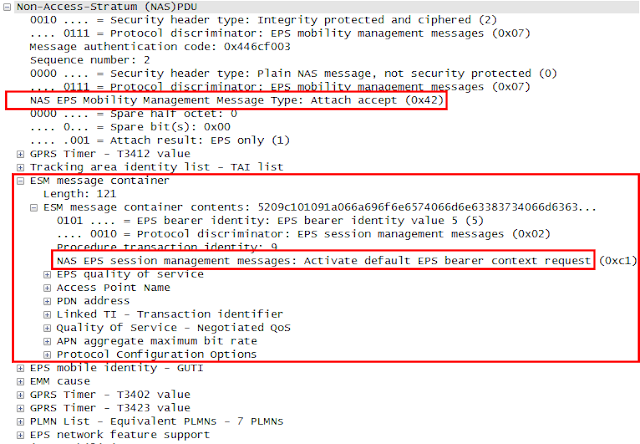 Non-Access-Stratum (NAS)PDU
0010 .... = Security header type: Integrity protected and ciphered (2)
.... 0111 = Protocol discriminator: EPS mobility management messages (0x07)
Message authentication code: 0x446cf003
Sequence number: 2
0000 .... = Security header type: Plain NAS message, not security protected (0)
.... 0111 = Protocol discriminator: EPS mobility management messages (0x07)
NAS EPS Mobility Management Message Type: Attach accept (0x42)
0000 .... = Spare half octet: 0
.... 0... = Spare bit(s): 0x00
.... .001 = Attach result: EPS only (1)
GPRS Timer - T3412 value
Tracking area identity list - TAI list
ESM message container
Length: 121
ESM message container contents: 5209c101091a066a696f6e6574066d6e63383734066d6363...
0101 .... = EPS bearer identity: EPS bearer identity value 5 (5)
.... 0010 = Protocol discriminator: EPS session management messages (0x02)
Procedure transaction identity: 9
NAS EPS session management messages: Activate default EPS bearer context request (0xc1)
EPS quality of service
Access Point Name
PDN address
Linked TI - Transaction identifier
Quality Of Service - Negotiated QoS
APN aggregate maximum bit rate
Protocol Configuration Options
EPS mobile identity - GUTI
EMM cause
GPRS Timer - T3402 value
GPRS Timer - T3423 value
PLMN List - Equivalent PLMNs - 7 PLMNs
EPS network feature support